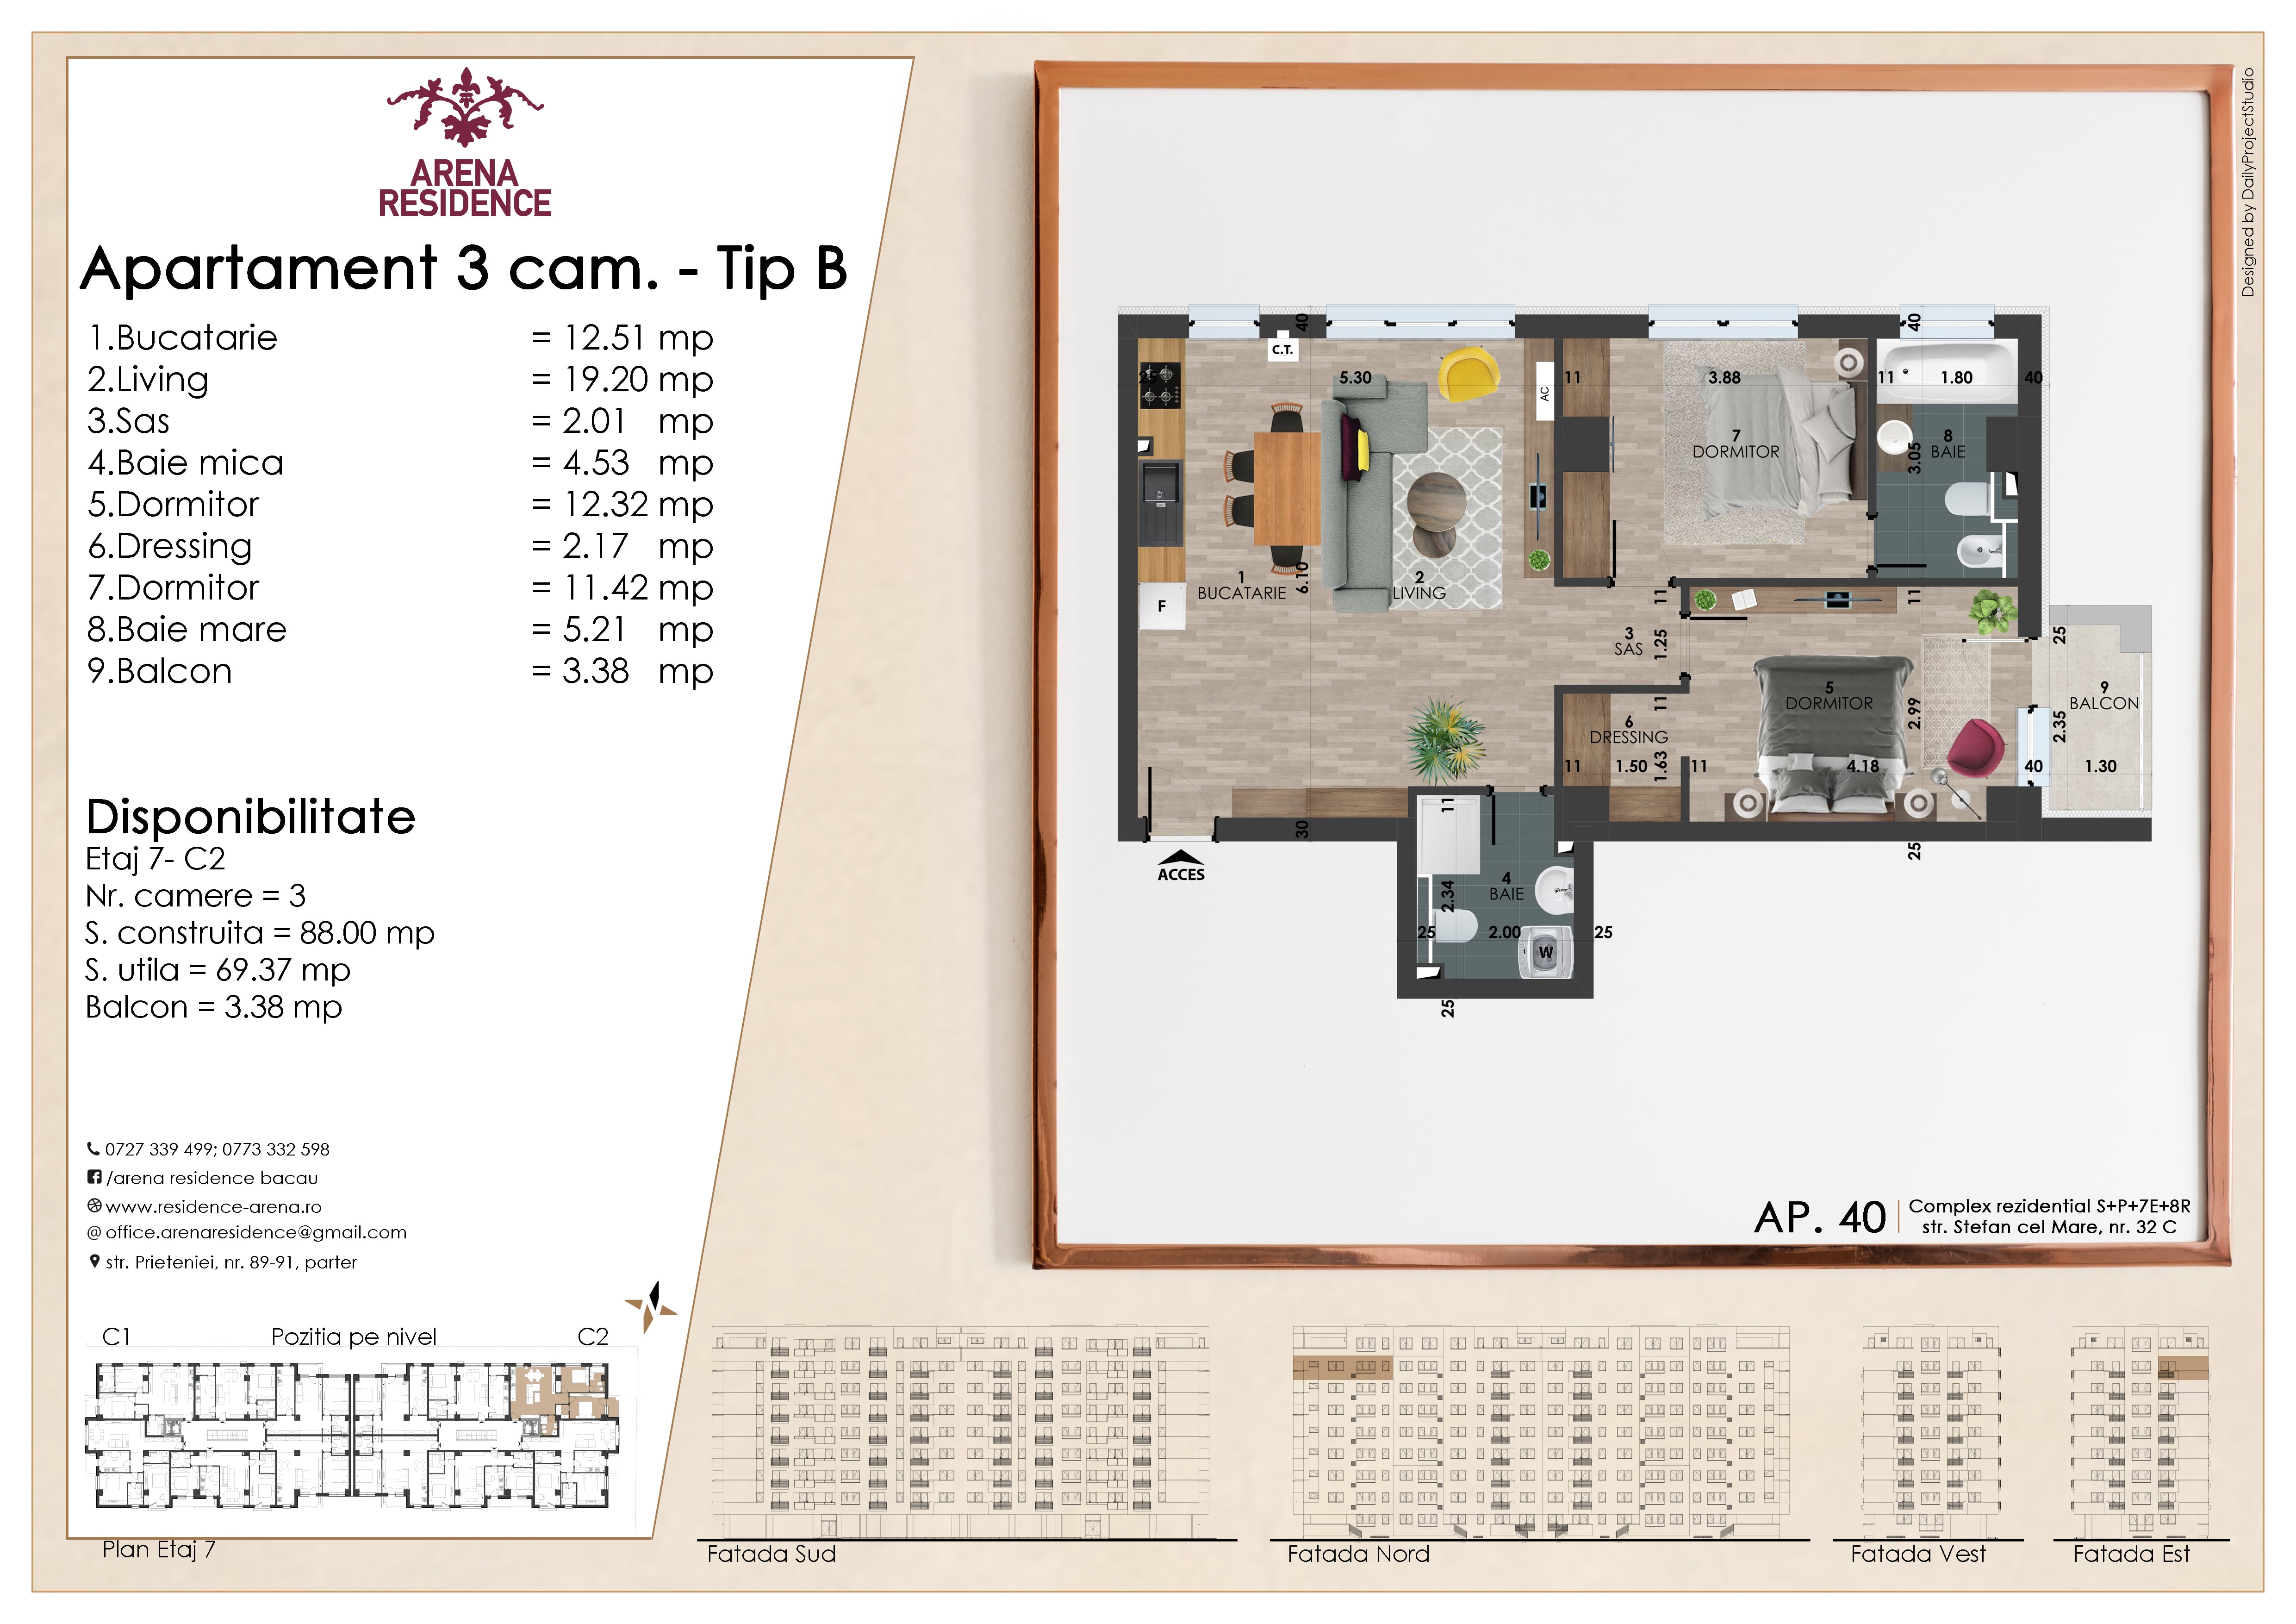 ARENA
RESIDENCE
Apartament 3 cam. - Tip B
1.Bucatarie = 12.51 mp
2.Living = 19.20 mp
3.Sas = 2.01 mp
4.Baie mica = 4.53 mp
5.Dormitor = 12.32 mp
6.Dressing = 2.17 mp
7.Dormitor = 11.42 mp
8.Baie mare = 5.21 mp
9.Balcon = 3.38 mp
Disponibilitate
Etaj 7- C2
Nr. camere = 3
S. construita = 88.00 mp
S. utila = 69.37 mp
Balcon = 3.38 mp
0727 339 499; 0773 332 598
/arena residence bacau
www.residence-arena.ro
@ office.arenaresidence@gmail.com
str. Prieteniei, nr. 89-91, parter
C1 Pozitia pe nivel C2
Plan Etaj 7
Designed by DailyProjectStudio
40
40
C.T.
25
5.30
AC
11
3.88
11
1.80
40
7
DORMITOR
8
BAIE
3.05
1
BUCATARIE
6.10
2
LIVING
F
11
11
3
SAS
1.25
25
5
DORMITOR
2.99
9
BALCON
2.35
11
6
DRESSING
11
1.50
1.63
11
4.18
40
1.30
11
30
25
ACCES
4
BAIE
2.34
25
2.00
25
W
25
AP. 40
Complex rezidential S+P+7E+8R
str. Stefan cel Mare, nr. 32 C
Fatada Sud
Fatada Nord
Fatada Vest
Fatada Est